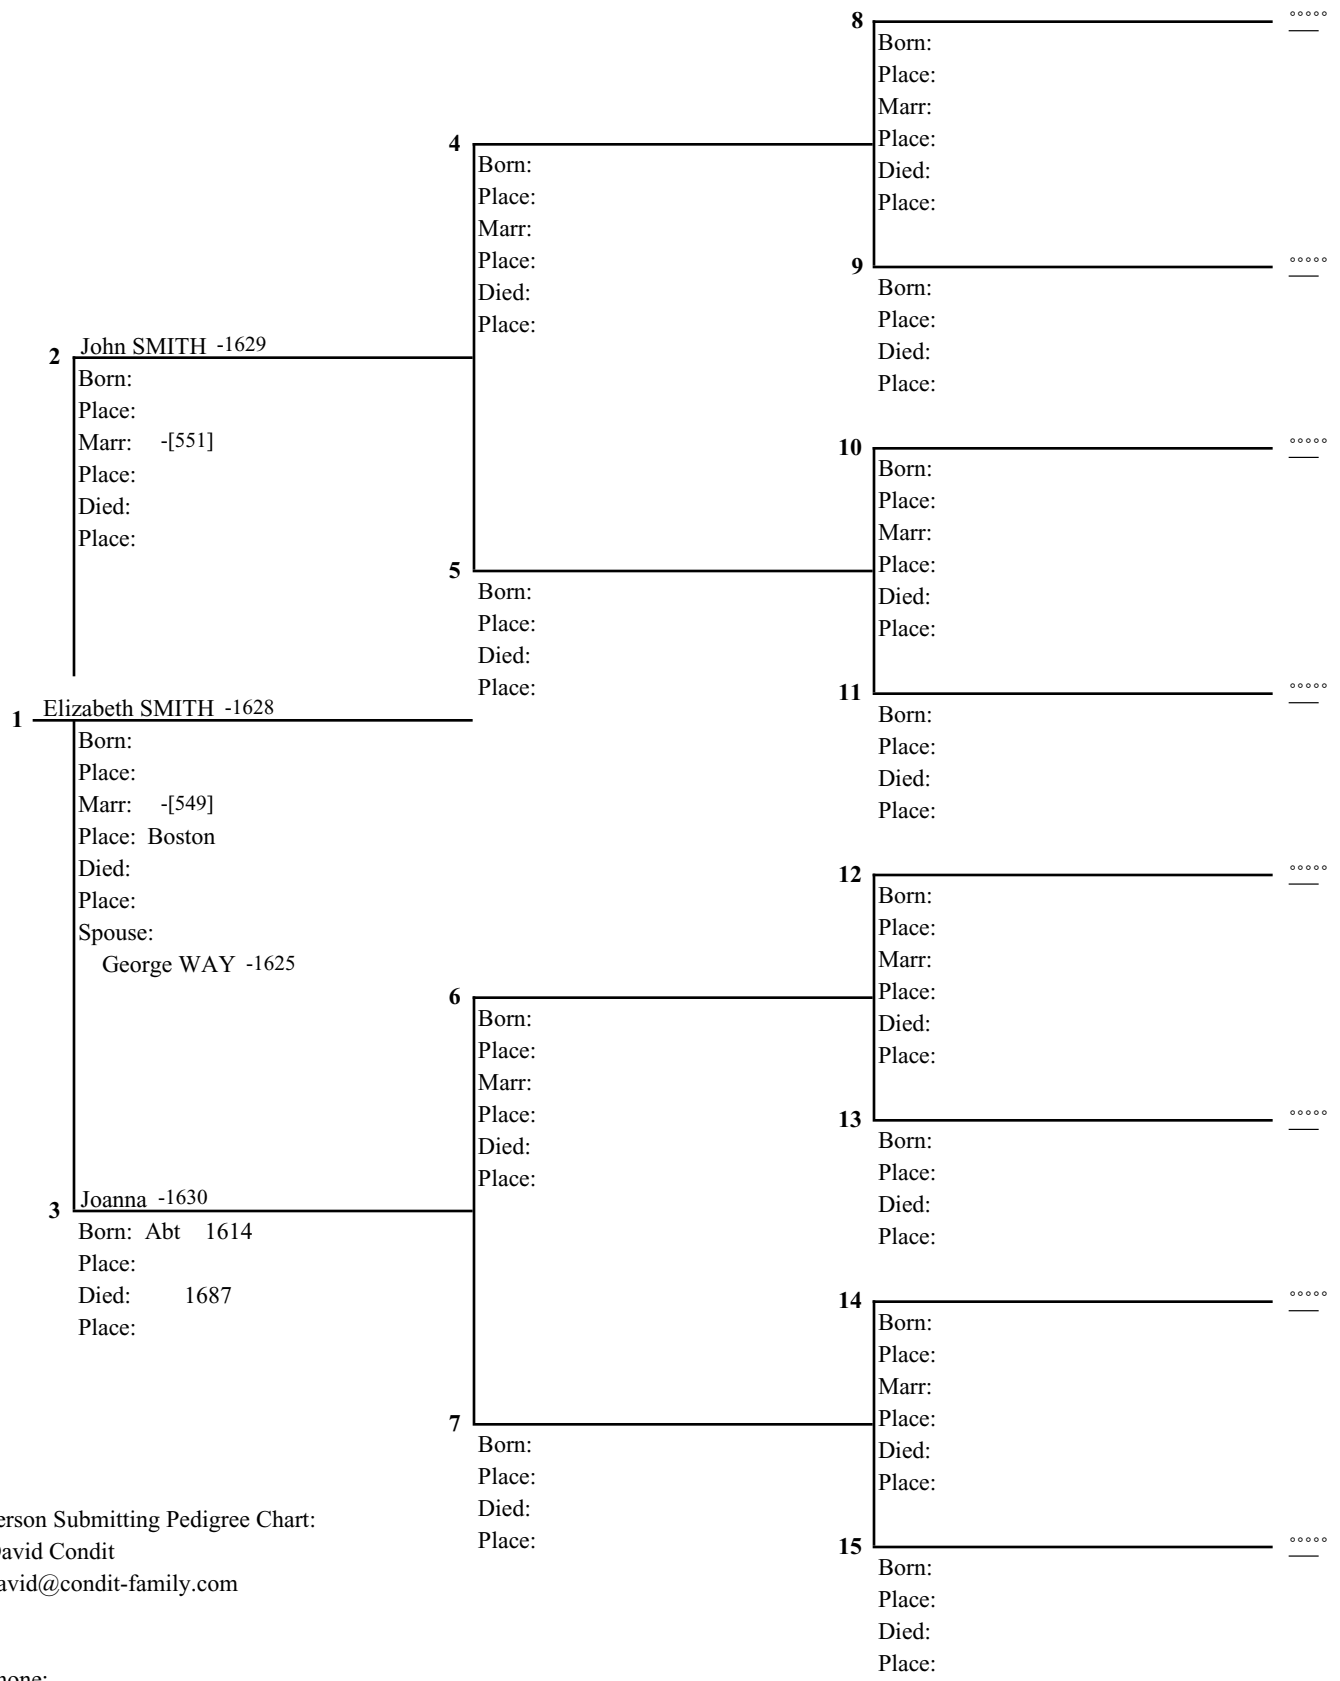 8
°°°°°
Born:
Place:
Marr:
Place:
Died:
Place:
4
Born:
Place:
Marr:
Place:
Died:
Place:
9
°°°°°
Born:
Place:
Died:
Place:
2 John SMITH -1629
Born:
Place:
Marr: -[551]
Place:
Died:
Place:
10
°°°°°
Born:
Place:
Marr:
Place:
Died:
Place:
5
Born:
Place:
Died:
Place:
11
°°°°°
Born:
Place:
Died:
Place:
1 Elizabeth SMITH -1628
Born:
Place:
Marr: -[549]
Place: Boston
Died:
Place:
Spouse:
George WAY -1625
12
°°°°°
Born:
Place:
Marr:
Place:
Died:
Place:
6
Born:
Place:
Marr:
Place:
Died:
Place:
13
°°°°°
Born:
Place:
Died:
Place:
3 Joanna -1630
Born: Abt 1614
Place:
Died: 1687
Place:
14
°°°°°
Born:
Place:
Marr:
Place:
Died:
Place:
7
Born:
Place:
Died:
Place:
15
°°°°°
Born:
Place:
Died:
Place:
erson Submitting Pedigree Chart:
avid Condit
avid@condit-family.com